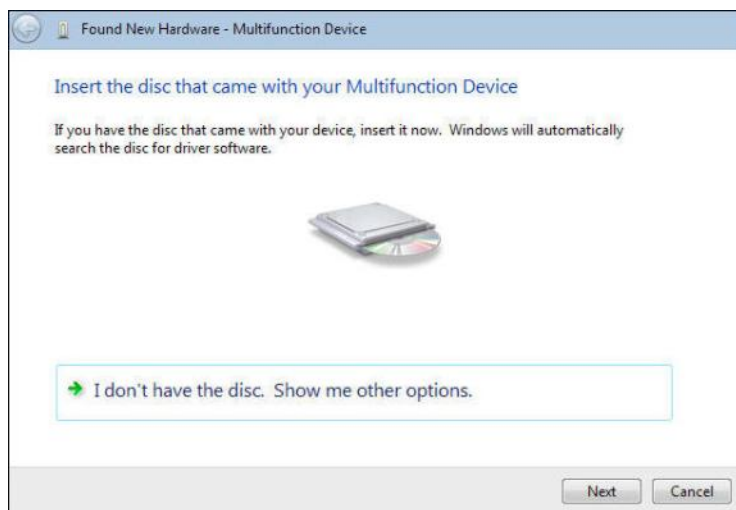 Found New Hardware - Multifunction Device
Insert the disc that came with your Multifunction Device
If you have the disc that came with your device, insert it now. Windows will automatically
search the disc for driver software.
I don't have the disc. Show me other options.
Next Cancel